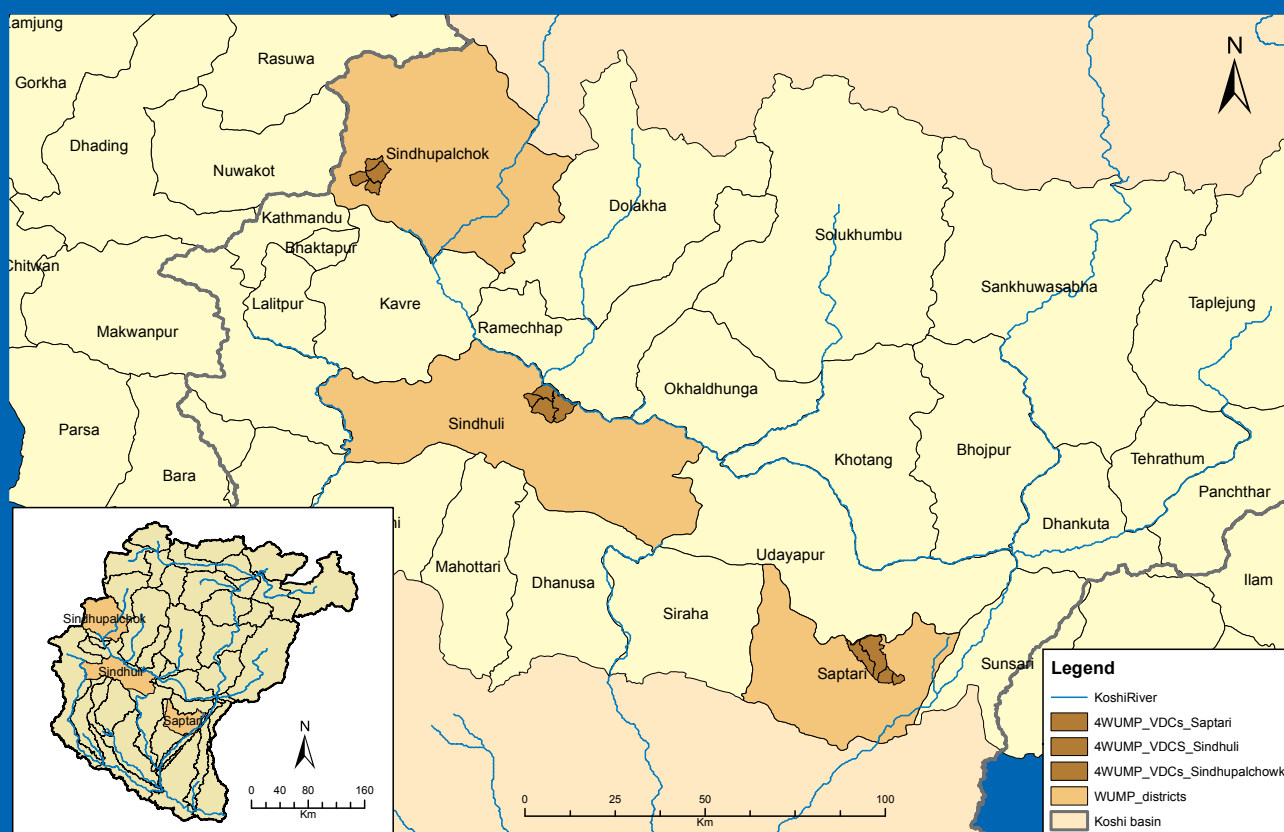 Lamjung
Rasuwa
N
Gorkha
Dhading
Sindhupalchok
Nuwakot
Dolakha
Kathmandu
Solukhumbu
Bhaktapur
Chitwan
Sankhuwasabha
Lalitpur
Kavre
Taplejung
Makwanpur
Ramechhap
Okhaldhunga
Parsa
Sindhuli
Bhojpur
Khotang
Tehrathum
Bara
Panchthar
Dhankuta
Udayapur
Mahottari
Dhanusa
Ilam
Siraha
Saptari
Sunsari
Sindhupalchok
Sindhuli
Saptari
N
0 40 80 160
Km
0 25 50 100
Km
Legend
KoshiRiver
4WUMP_VDCs_Saptari
4WUMP_VDCS_Sindhuli
4WUMP_VDCs_Sindhupalchowk
WUMP_districts
Koshi basin